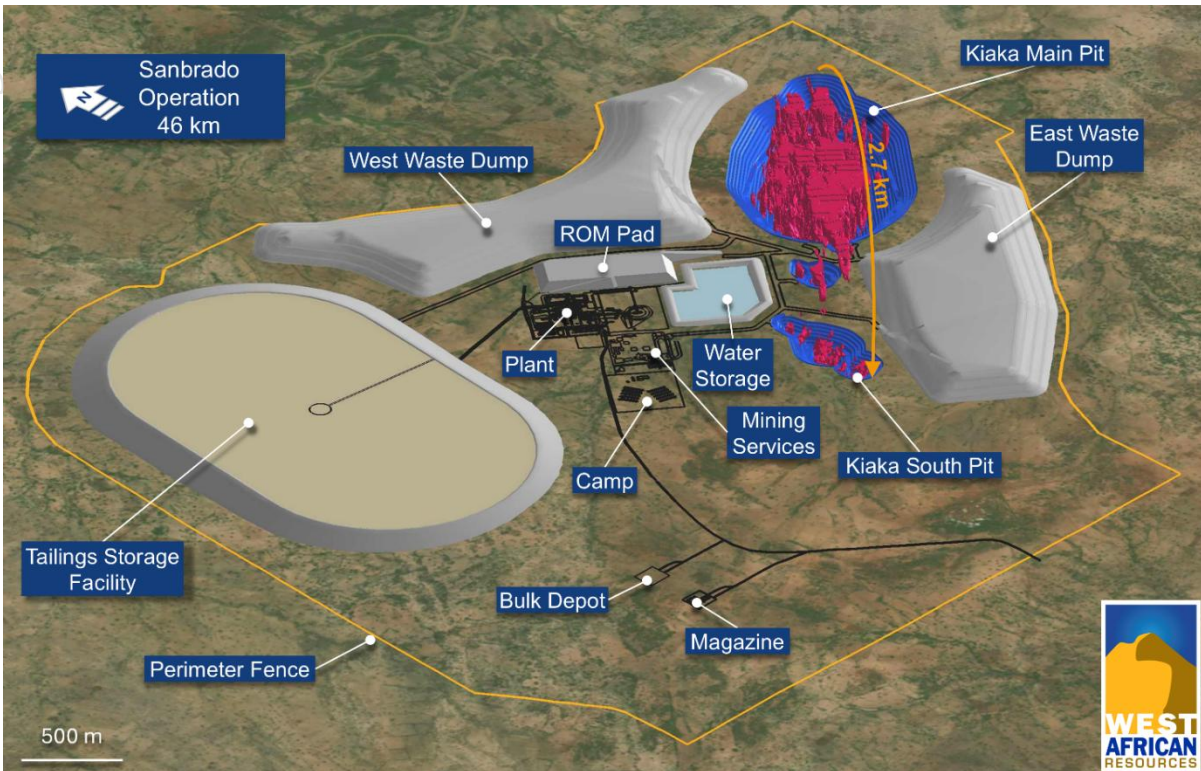 Sanbrado
Operation
46 km
N
Kiaka Main Pit
East Waste
Dump
West Waste Dump
2.7 km
ROM Pad
Plant
Water
Storage
Mining
Services
Camp
Kiaka South Pit
Tailings Storage
Facility
Bulk Depot
Magazine
Perimeter Fence
500 m
WEST
AFRICAN
RESOURCES